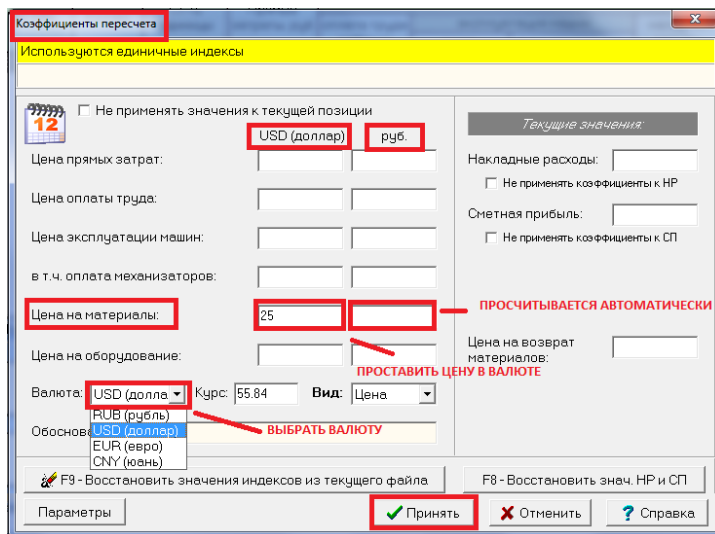 Коэффициенты пересчета
Используются единичные индексы
12
Не применять значения к текущей позиции
USD (доллар)
руб.
Текущие значения:
Цена прямых затрат:
Накладные расходы:
Не применять коэффициенты к НР
Цена оплаты труда:
Сметная прибыль:
Не применять коэффициенты к СП
Цена эксплуатации машин:
в т.ч. оплата механизаторов:
ПРОСЧИТЫВАЕТСЯ АВТОМАТИЧЕСКИ
Цена на материалы:
25
Цена на возврат
материалов:
Цена на оборудование:
ПРОСТАВИТЬ ЦЕНУ В ВАЛЮТЕ
Валюта: USD (долла Курс: 55.84 Вид: Цена
RUB (рубль)
USD (доллар)
EUR (евро)
CNY (юань)
Обоснов
ВЫБРАТЬ ВАЛЮТУ
F9 - Восстановить значения индексов из текущего файла
F8 - Восстановить знач. НР и СП
Параметры
Принять
Отменить
? Справка